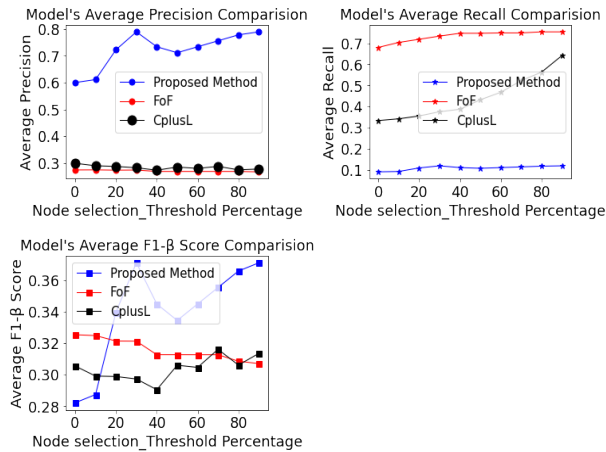 Model's Average Precision Comparision
Average Precision
0.8
0.7
0.6
0.5
0.4
0.3
Proposed Method
FoF
CplusL
0 20 40 60 80
Node selection_Threshold Percentage
Model's Average Recall Comparision
Average Recall
0.7
0.6
0.5
0.4
0.3
0.2
0.1
Proposed Method
FoF
CplusL
0 20 40 60 80
Node selection_Threshold Percentage
Model's Average F1-β Score Comparision
Average F1-β Score
0.36
0.34
0.32
0.30
0.28
Proposed Method
FoF
CplusL
0 20 40 60 80
Node selection_Threshold Percentage